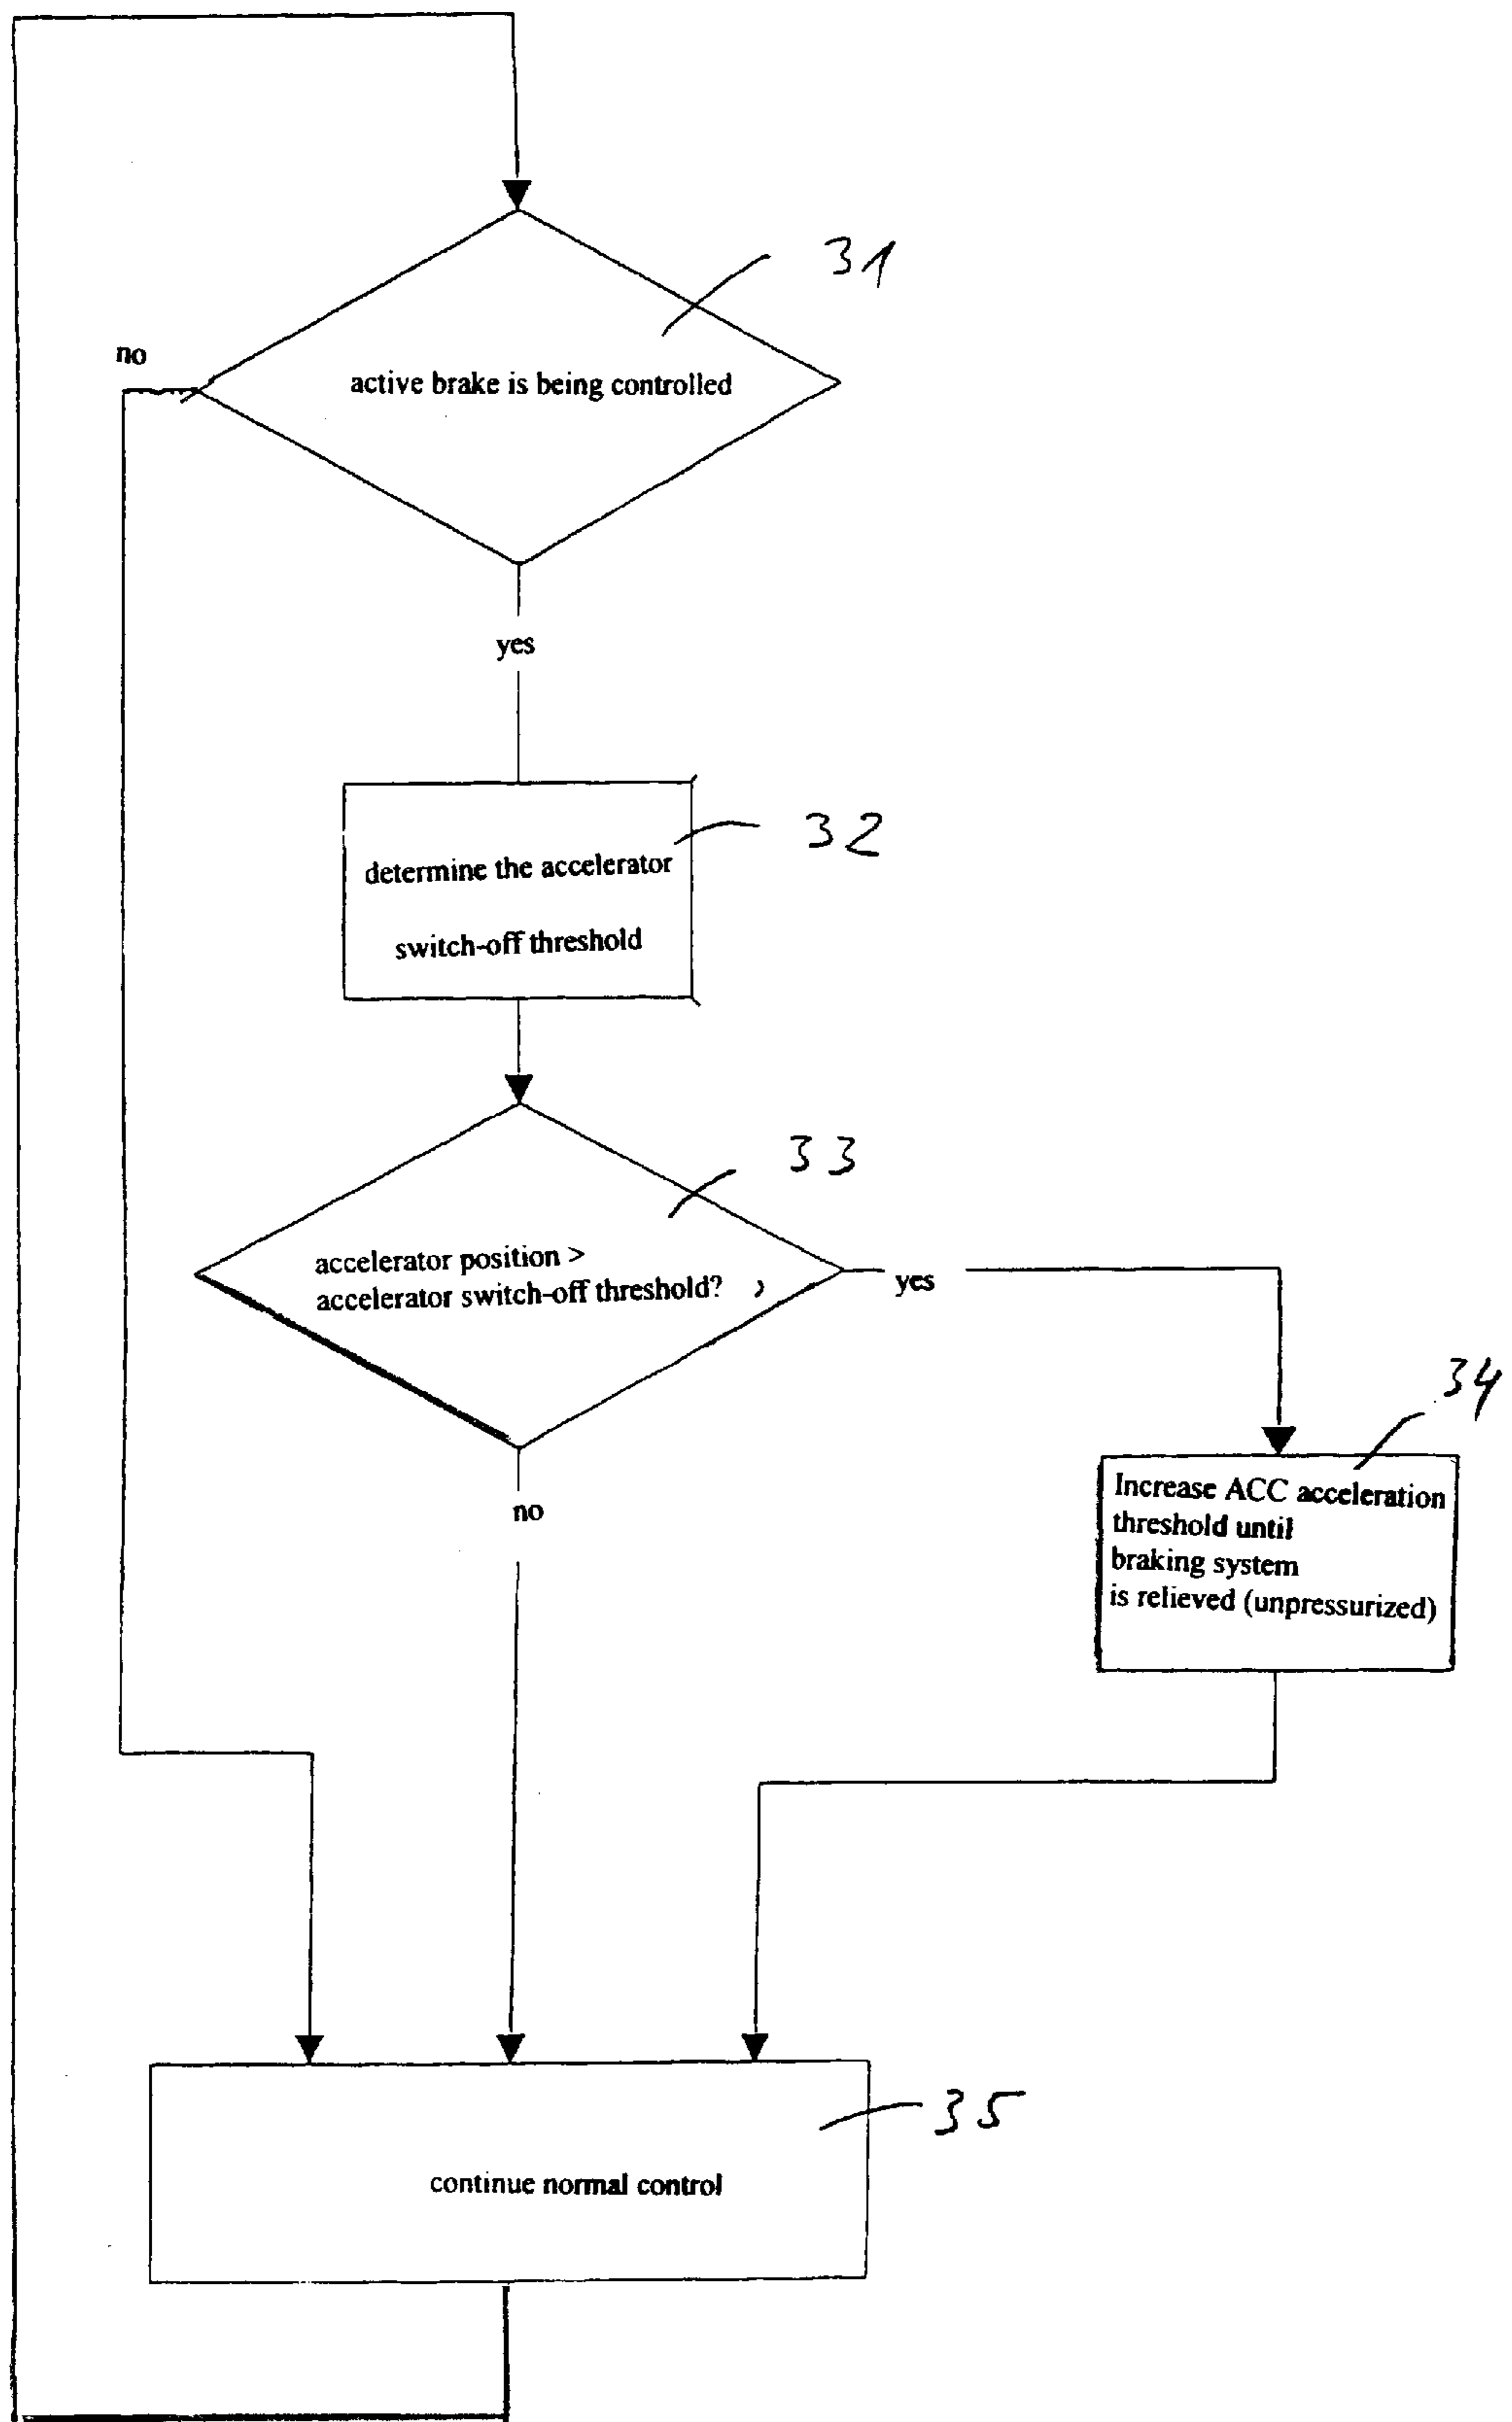 31
no
active brake is being controlled
yes
32
determine the accelerator
switch-off threshold
33
accelerator position >
accelerator switch-off threshold?
yes
34
Increase ACC acceleration
threshold until
braking system
is relieved (unpressurized)
no
35
continue normal control